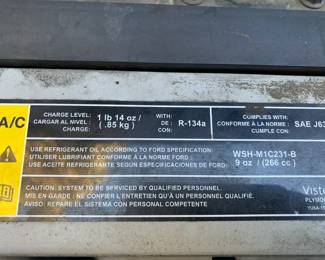 A/C
CHARGE LEVEL: 1 lb 14 oz / WITH: R-134a COMPLIES WITH:
CARGAR AL NIVEL: (.85 kg) DE: CONFORME À LA NORME: SAE J63
CHARGE: CON: CUMPLE CON:
USE REFRIGERANT OIL ACCORDING TO FORD SPECIFICATION: WSH-M1C231-B
UTILISER LUBRIFIANT CONFORME À LA NORME FORD: 9 oz / (266 cc)
USE ACEITE REFRIGERANTE SEGÚN ESPECIFICACIONES DE FORD:
CAUTION: SYSTEM TO BE SERVICED BY QUALIFIED PERSONNEL
MIS EN GARDE: NE CONFIER L'ENTRETIEN QU'À UN PERSONNEL QUALIFIÉ.
AVISO: REPARE EL SISTEMA CON PERSONAL COMPETENTE
Viste
PLYMO